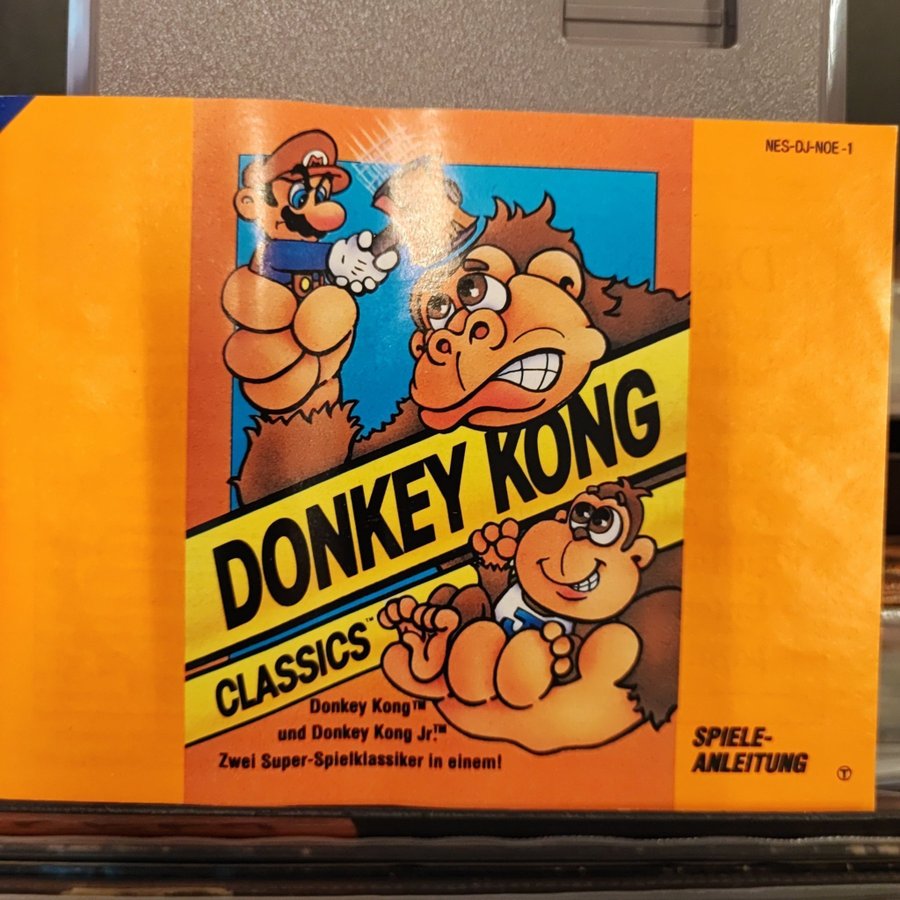 NES-DJ-NOE-1
M
DONKEY KONG
CLASSICS™
J
Donkey Kong™
und Donkey Kong Jr!™
Zwei Super-Spielklassiker in einem!
SPIELE-
ANLEITUNG
T